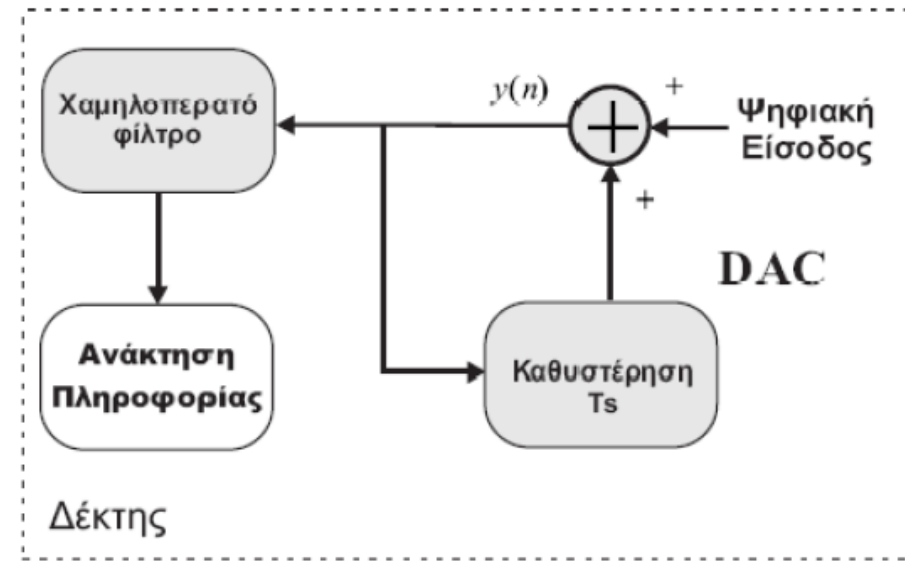 Χαμηλοπερατό
φίλτρο
y(n)
+
+
Ψηφιακή
Είσοδος
+
DAC
Ανάκτηση
Πληροφορίας
Καθυστέρηση
Ts
Δέκτης